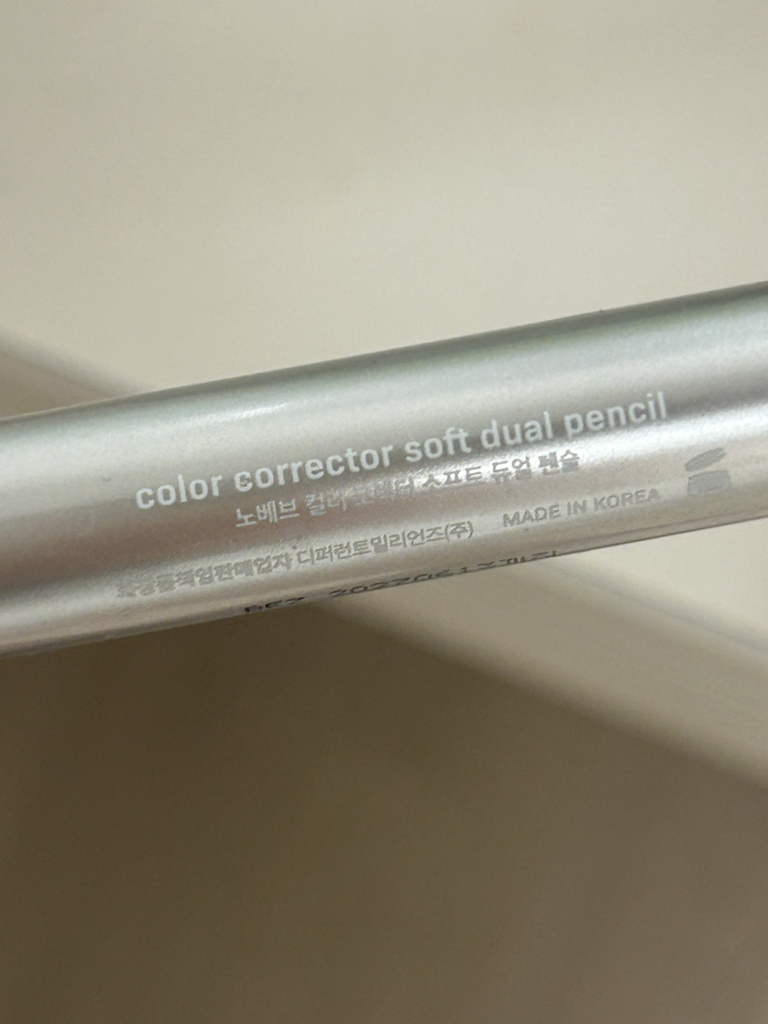 color corrector soft dual pencil
노베브 컬러 코렉터 소프트 듀얼 펜슬
화장품책임판매업자 디퍼런트밀리언즈(주) MADE IN KOREA